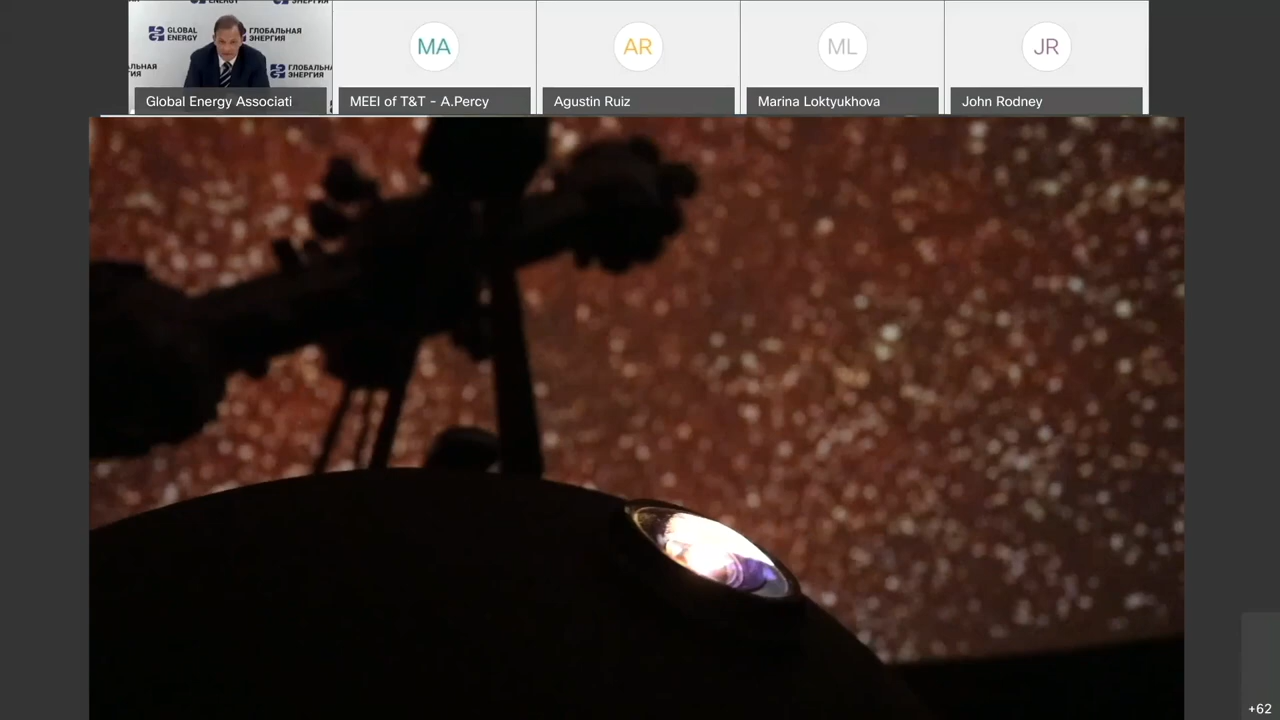 GLOBAL
ENERGY
ГЛОБАЛЬНАЯ
ЭНЕРГИЯ
ГЛОБАЛЬН
ЭНЕРГИЯ
Global Energy Associati
MEEI of T&T - A.Percy
Agustin Ruiz
Marina Loktyukhova
John Rodney
MA
AR
ML
JR
+62